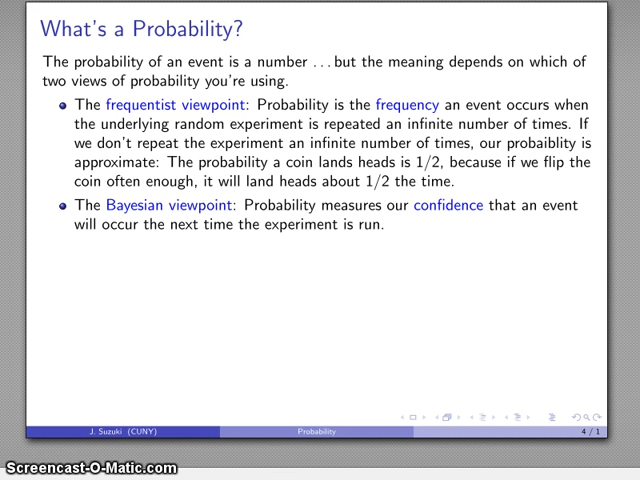 What's a Probability?
The probability of an event is a number ... but the meaning depends on which of
two views of probability you're using.
The frequentist viewpoint: Probability is the frequency an event occurs when
the underlying random experiment is repeated an infinite number of times. If
we don't repeat the experiment an infinite number of times, our probaiblity is
approximate: The probability a coin lands heads is 1/2, because if we flip the
coin often enough, it will land heads about 1/2 the time.
The Bayesian viewpoint: Probability measures our confidence that an event
will occur the next time the experiment is run.
J. Suzuki (CUNY) Probability 4 / 1
Screencast-O-Matic.com